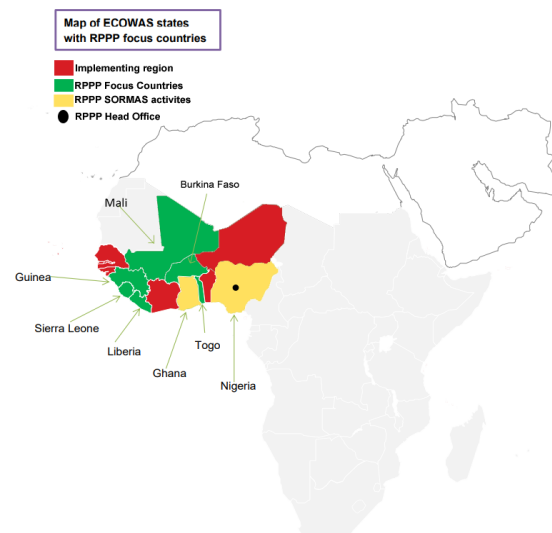 Map of ECOWAS states
with RPPP focus countries
Implementing region
RPPP Focus Countries
RPPP SORMAS activites
RPPP Head Office
Burkina Faso
Mali
Guinea
Sierra Leone
Liberia
Togo
Ghana
Nigeria